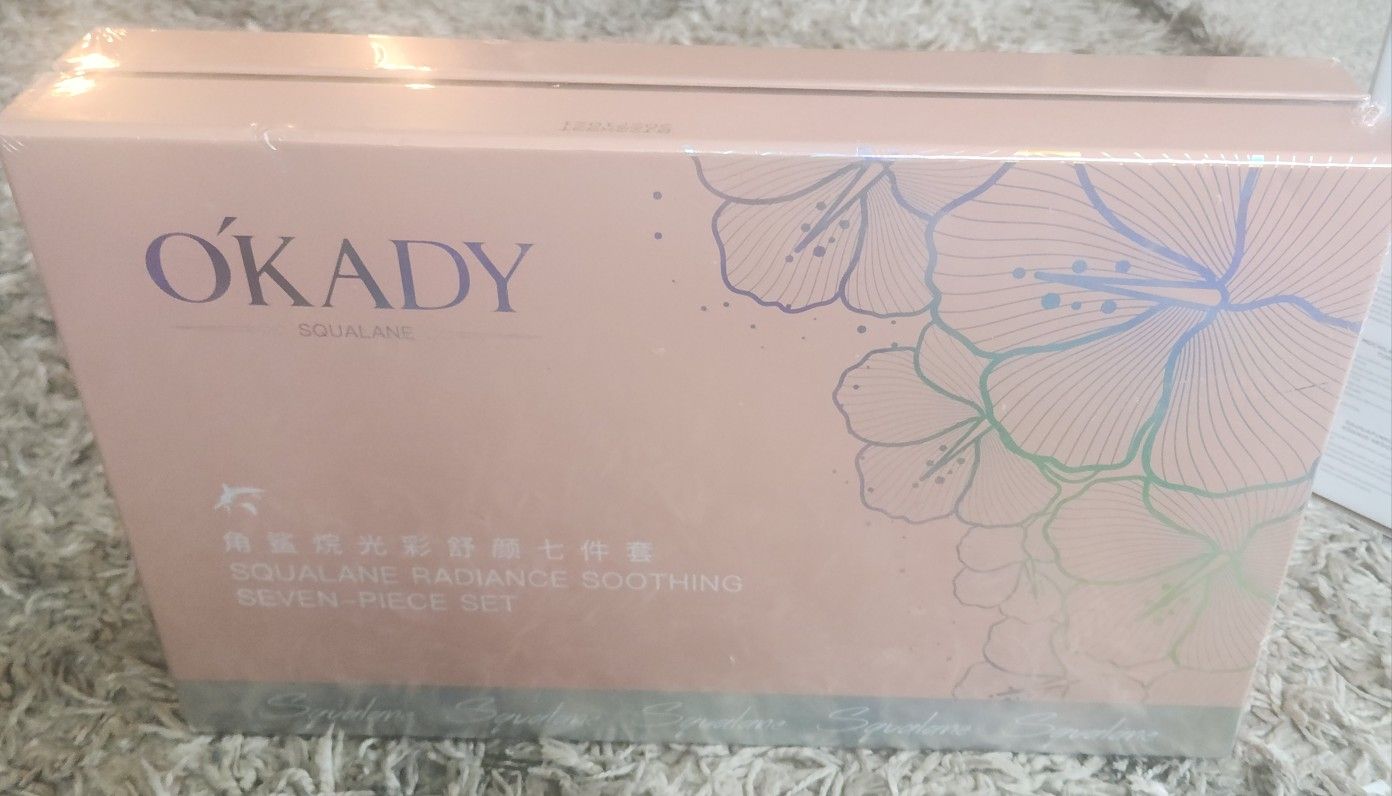 O'KADY
SQUALANE
角鲨烷光彩舒颜七件套
SQUALANE RADIANCE SOOTHING
SEVEN-PIECE SET
Squalane Squalane Squalane Squalane Squalane